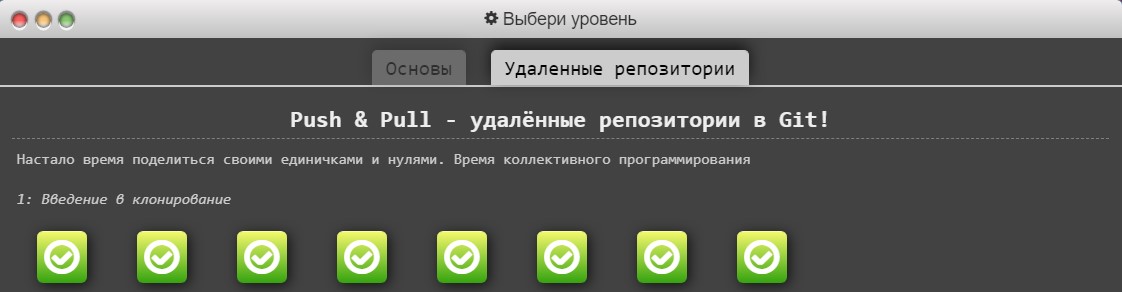 Выбери уровень
Основы
Удаленные репозитории
Push & Pull - удалённые репозитории в Git!
Настало время поделиться своими единичками и нулями. Время коллективного программирования
1: Введение в клонирование